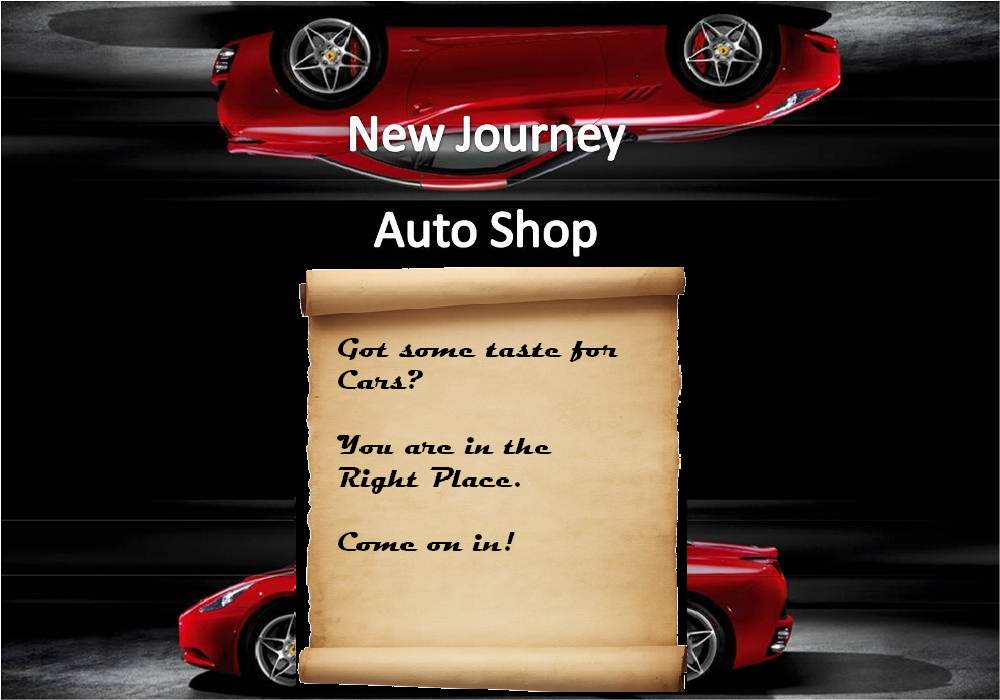 New Journey
Auto Shop
Got some taste for
Cars?
You are in the
Right Place.
Come on in!